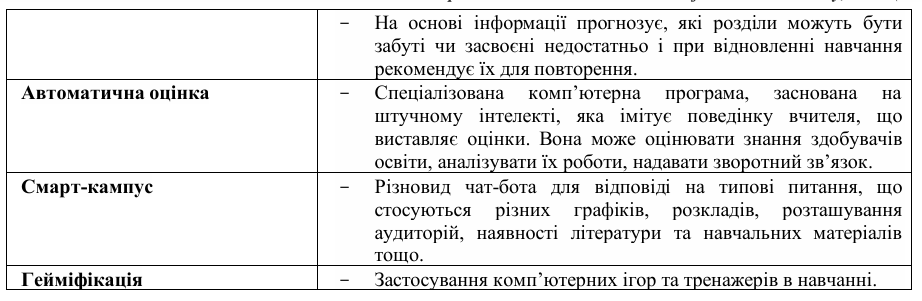 – На основі інформації прогнозує, які розділи можуть бути
забуті чи засвоєні недостатньо і при відновленні навчання
рекомендує їх для повторення.
Автоматична оцінка – Спеціалізована комп’ютерна програма, заснована на
штучному інтелекті, яка імітує поведінку вчителя, що
виставляє оцінки. Вона може оцінювати знання здобувачів
освіти, аналізувати їх роботи, надавати зворотний зв’язок.
Смарт-кампус – Різновид чат-бота для відповіді на типові питання, що
стосуються різних графіків, розкладів, розташування
аудиторій, наявності літератури та навчальних матеріалів
тощо.
Гейміфікація – Застосування комп’ютерних ігор та тренажерів в навчанні.